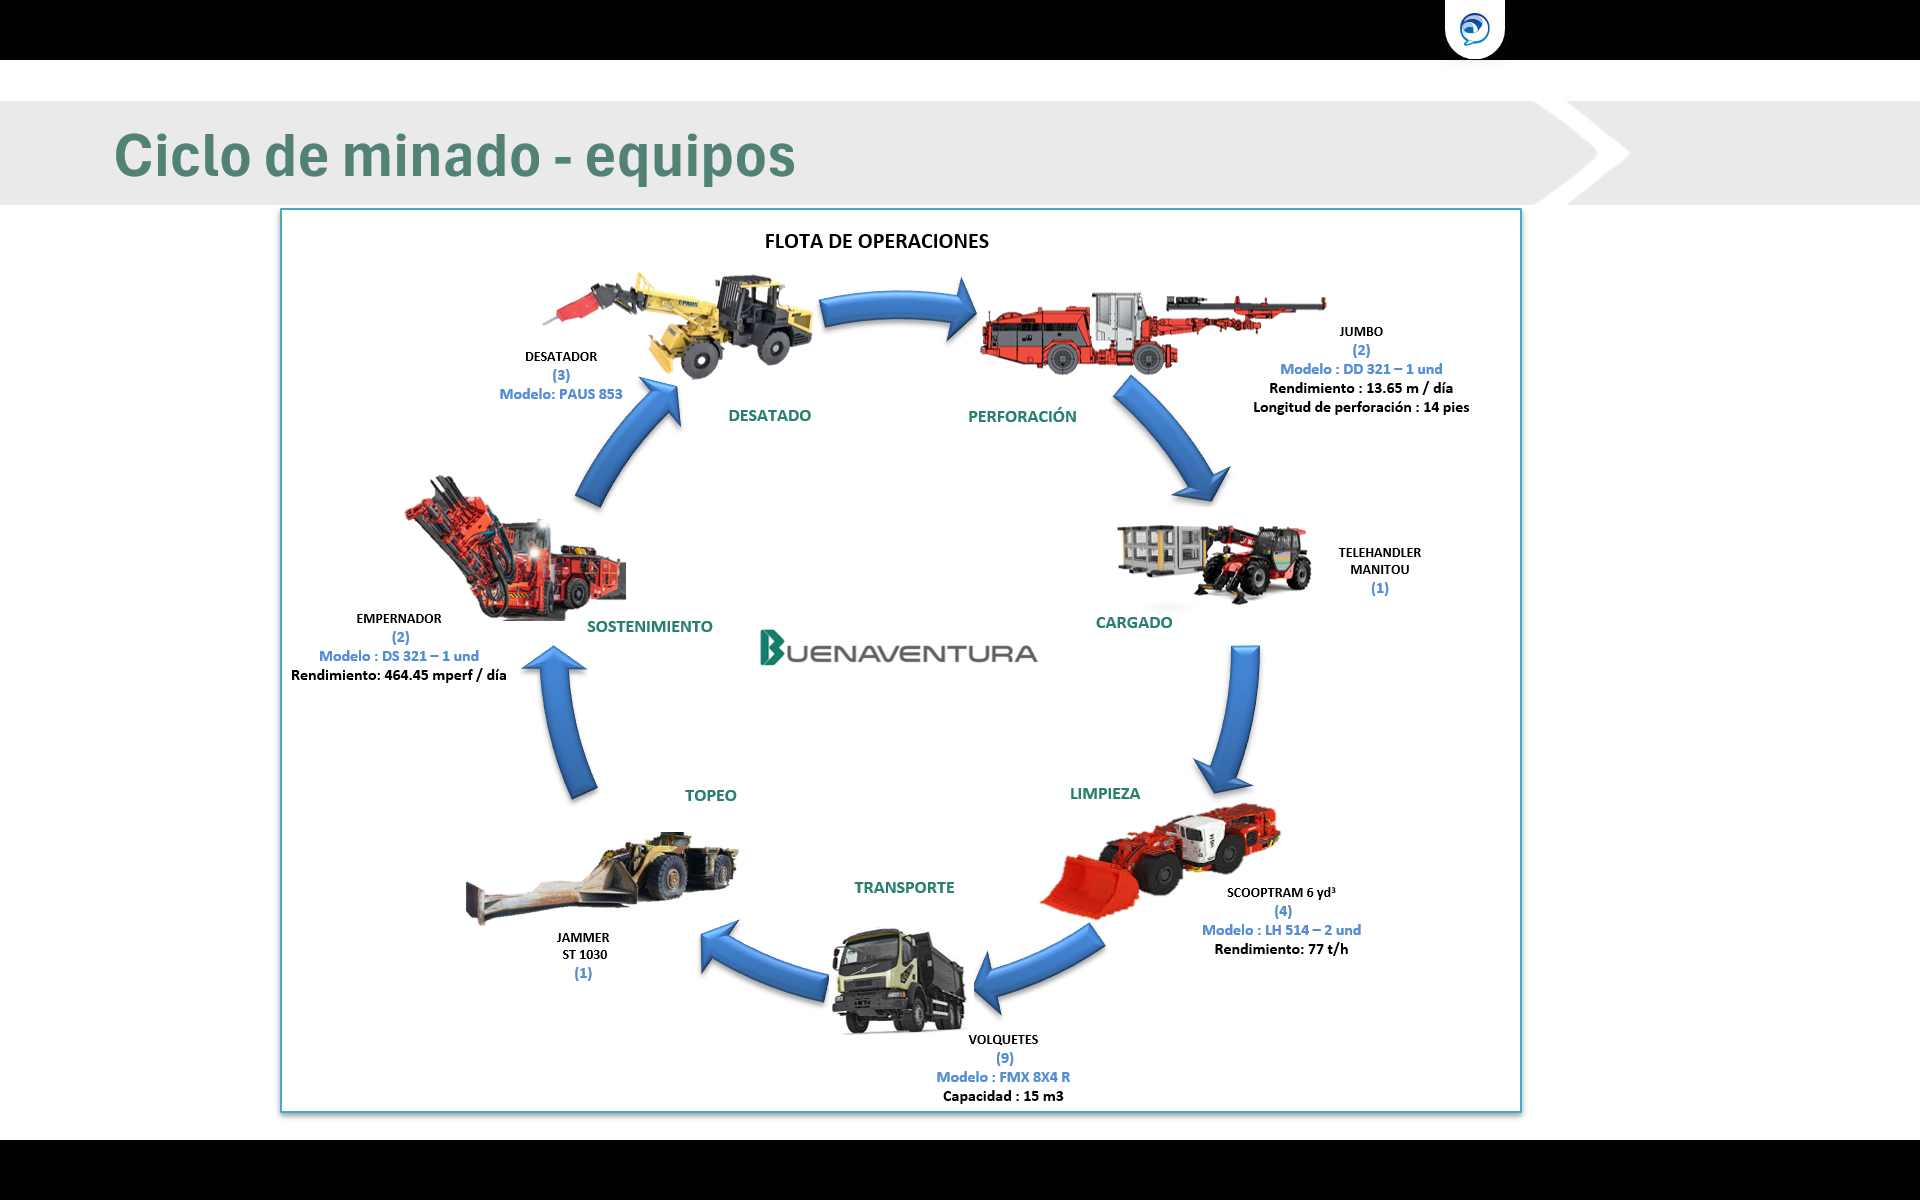 Ciclo de minado - equipos
FLOTA DE OPERACIONES
DESATADOR
(3)
Modelo: PAUS 853
DESATADO
JUMBO
(2)
Modelo : DD 321 – 1 und
Rendimiento : 13.65 m / día
Longitud de perforación : 14 pies
PERFORACIÓN
TELEHANDLER
MANITOU
(1)
CARGADO
EMPERNADOR
(2)
Modelo : DS 321 – 1 und
Rendimiento: 464.45 mperf / día
SOSTENIMIENTO
BUENAVENTURA
LIMPIEZA
SCOOPTRAM 6 yd³
(4)
Modelo : LH 514 – 2 und
Rendimiento: 77 t/h
TOPEO
JAMMER
ST 1030
(1)
TRANSPORTE
VOLQUETES
(9)
Modelo : FMX 8X4 R
Capacidad : 15 m3